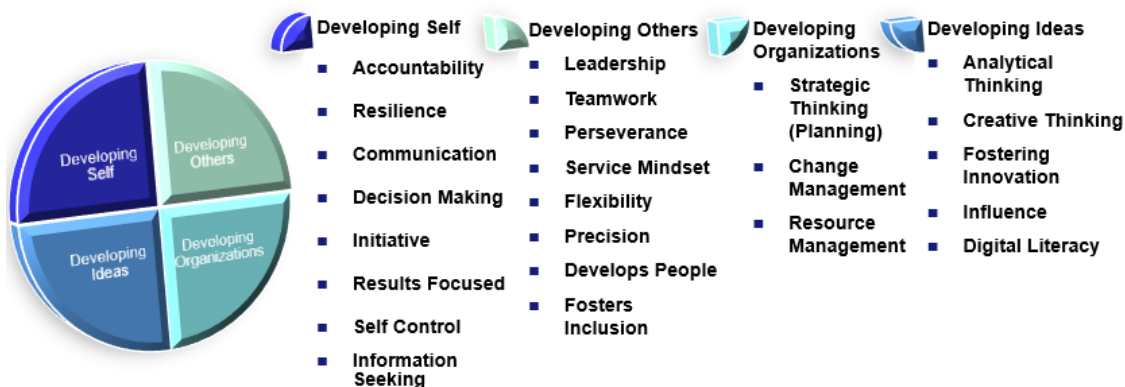 Developing
Self
Developing
Others
Developing
Ideas
Developing
Organizations
Developing Self
Accountability
Resilience
Communication
Decision Making
Initiative
Results Focused
Self Control
Information
Seeking
Developing Others
Leadership
Teamwork
Perseverance
Service Mindset
Flexibility
Precision
Develops People
Fosters
Inclusion
Developing
Organizations
Strategic
Thinking
(Planning)
Change
Management
Resource
Management
Developing Ideas
Analytical
Thinking
Creative Thinking
Fostering
Innovation
Influence
Digital Literacy